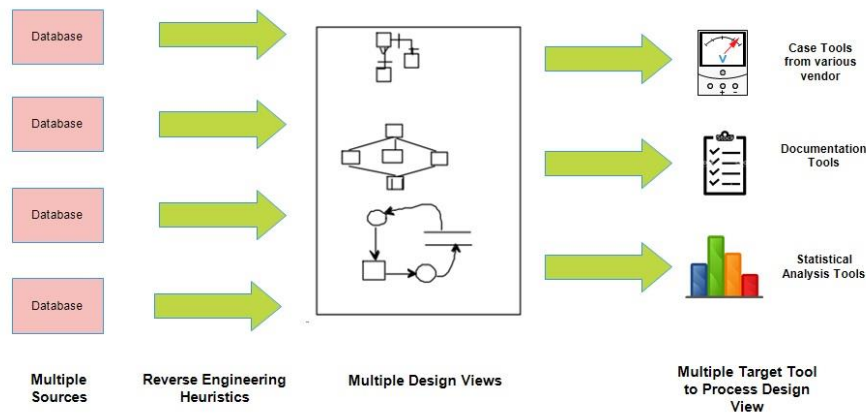 Database
Database
Database
Database
V
+ -
Case Tools
from various
vendor
Documentation
Tools
Statistical
Analysis Tools
Multiple
Sources
Reverse Engineering
Heuristics
Multiple Design Views
Multiple Target Tool
to Process Design
View